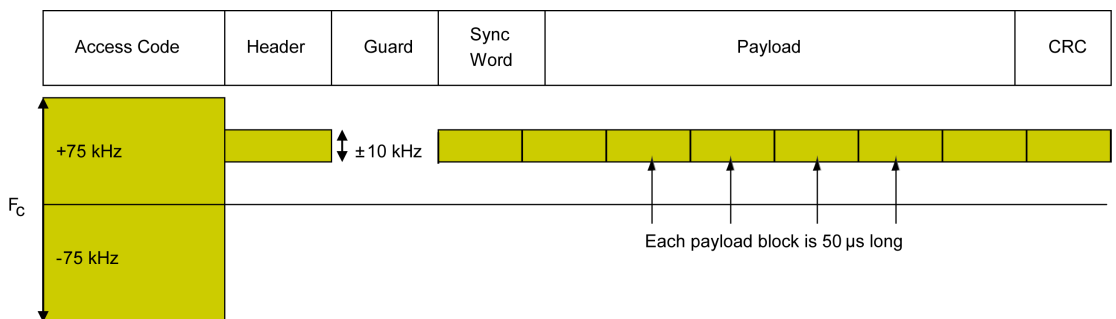 Access Code
Header
Guard
Sync
Word
Payload
CRC
+75 kHz
±10 kHz
FC
-75 kHz
Each payload block is 50 µs long